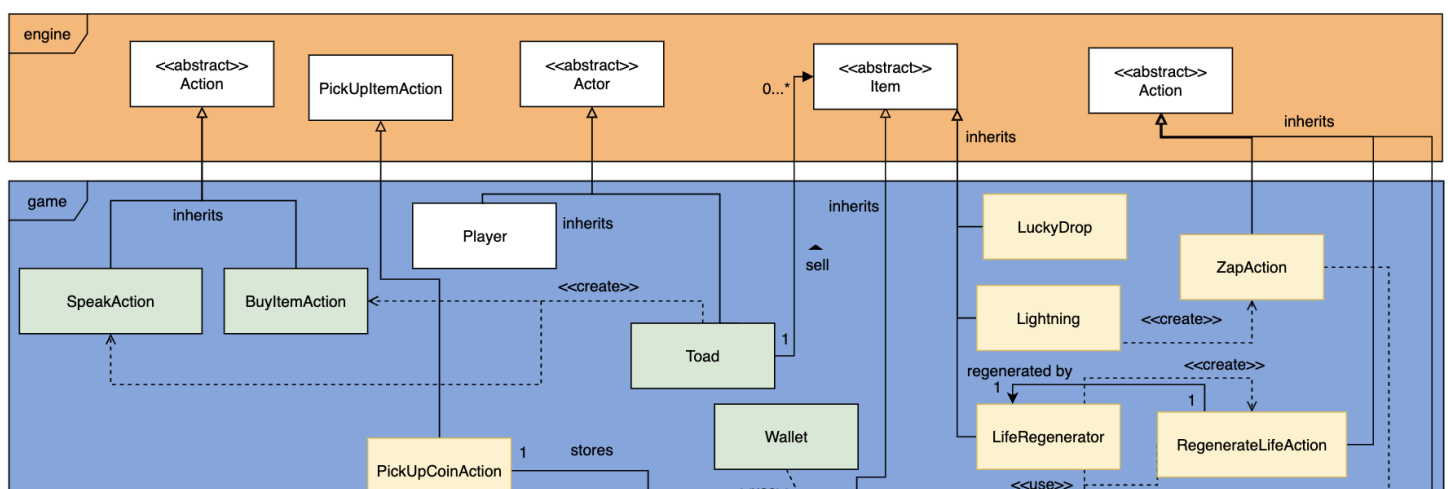 engine
<<abstract>>
Action
PickUpItemAction
<<abstract>>
Actor
0...*
<<abstract>>
Item
<<abstract>>
Action
inherits
inherits
game
inherits
Player
inherits
inherits
sell
LuckyDrop
ZapAction
SpeakAction
BuyItemAction
<<create>>
Toad
1
Lightning
<<create>>
<<create>>
regenerated by
1
1
Wallet
LifeRegenerator
RegenerateLifeAction
PickUpCoinAction
1
stores
<<use>>